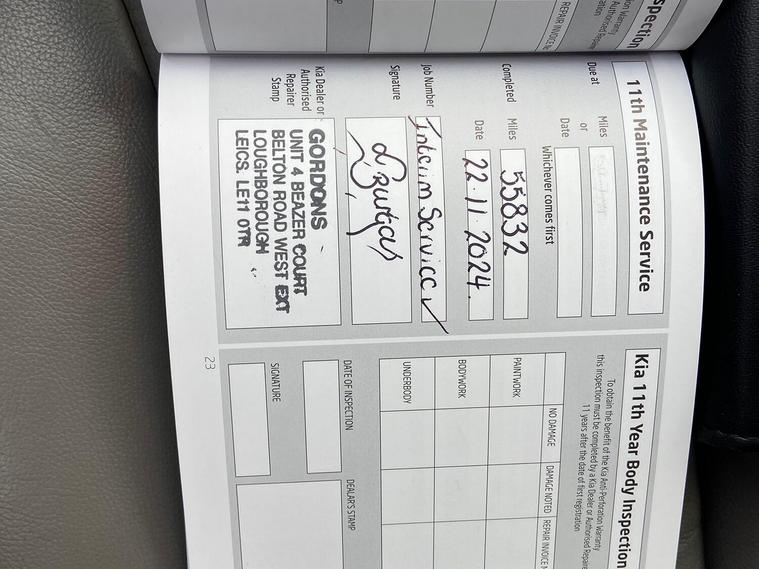 spection
REPAIR INVOICE N
11th Maintenance Service
Due at
Miles
or
Date
Whichever comes first
Completed
Miles
55832
Date
22.11.2024.
Job Number
Interim Service ✓
Signature
Kia Dealer or
Authorised
Repairer
Stamp
GORDONS
UNIT 4 BEAZER COURT
BELTON ROAD WEST EXT
LOUGHBOROUGH
LEICS. LE11 0TR
Kia 11th Year Body Inspection
To obtain the benefit of the Kia Anti-Perforation Warranty
this inspection must be completed by a Kia Dealer or Authorised Repaire
11 years after the date of first registration
NO DAMAGE
DAMAGE NOTED
REPAIR INVOICE N
PAINTWORK
BODYWORK
UNDERBODY
DATE OF INSPECTION
DEALAR'S STAMP
SIGNATURE
23